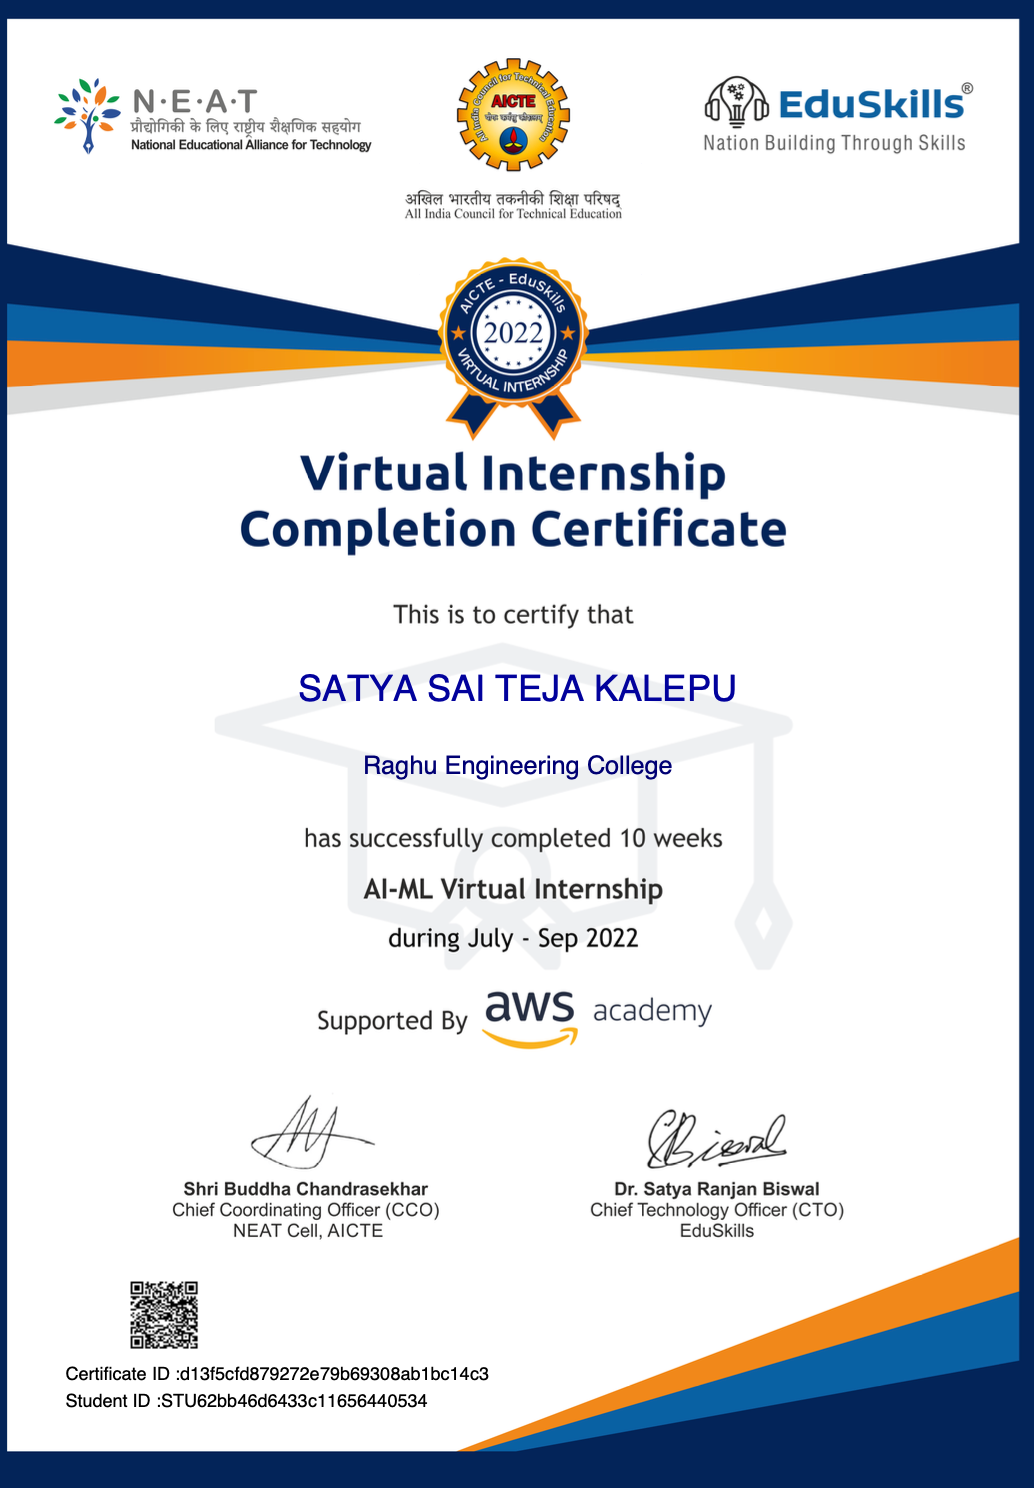 N·E·A·T
प्रौद्योगिकी के लिए राष्ट्रीय शैक्षणिक सहयोग
National Educational Alliance for Technology
All India Council for Technical Education
AICTE
अखिल भारतीय तकनीकी शिक्षा परिषद्
All India Council for Technical Education
EduSkills®
Nation Building Through Skills
AICTE - EduSkills
2022
VIRTUAL INTERNSHIP
Virtual Internship
Completion Certificate
This is to certify that
SATYA SAI TEJA KALEPU
Raghu Engineering College
has successfully completed 10 weeks
AI-ML Virtual Internship
during July - Sep 2022
Supported By aws academy
Shri Buddha Chandrasekhar
Chief Coordinating Officer (CCO)
NEAT Cell, AICTE
Biswal
Dr. Satya Ranjan Biswal
Chief Technology Officer (CTO)
EduSkills
Certificate ID :d13f5cfd879272e79b69308ab1bc14c3
Student ID :STU62bb46d6433c11656440534